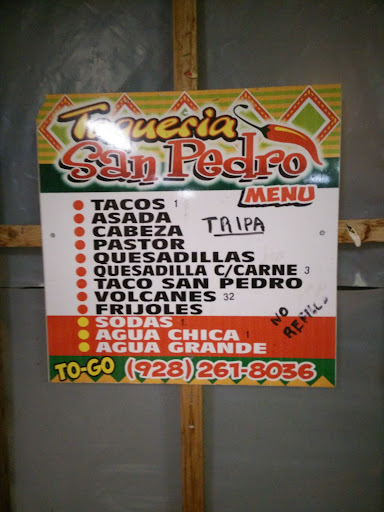 Taqueria
San Pedro
MENU
TACOS 1
ASADA
CABEZA TRIPA
PASTOR
QUESADILLAS
QUESADILLA C/CARNE 3
TACO SAN PEDRO
VOLCANES 32
FRIJOLES
SODAS 1
AGUA CHICA 1
AGUA GRANDE
NO
REFILLS
TO-GO (928) 261-8036